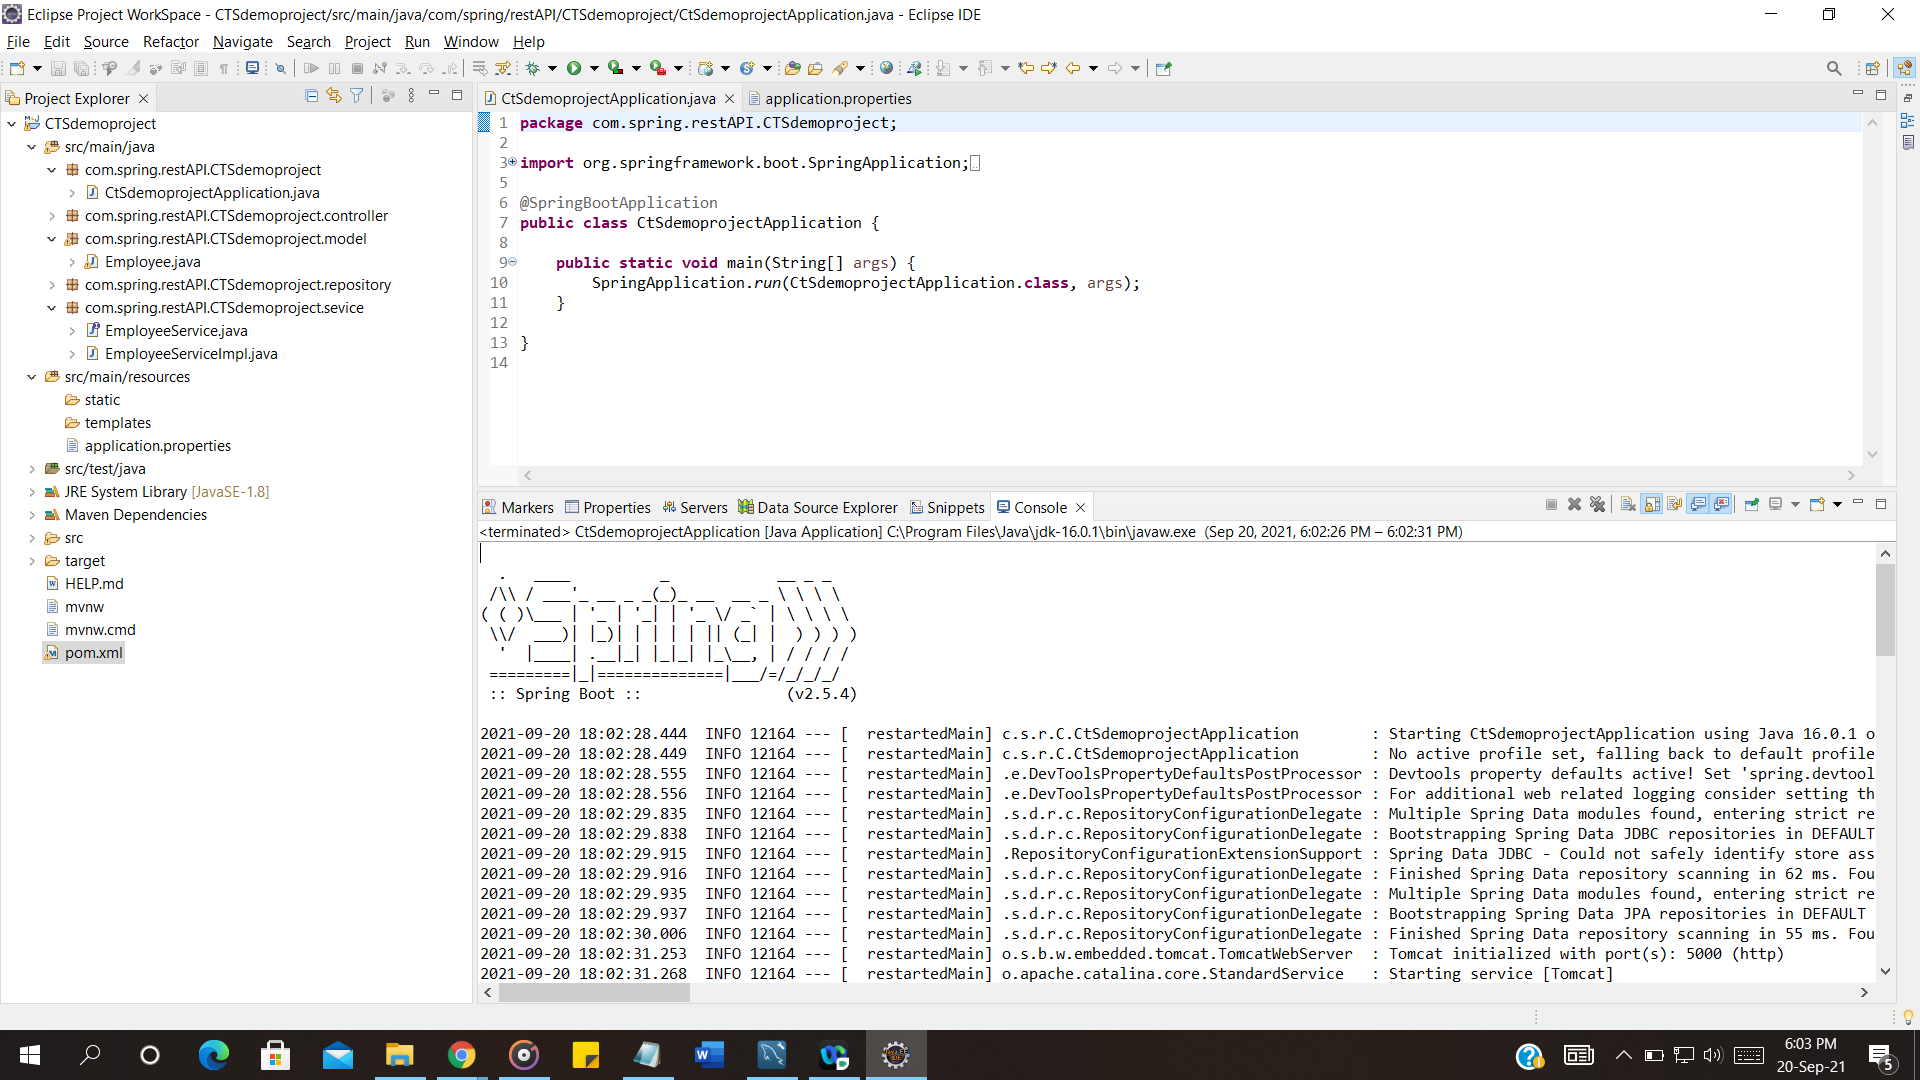 Eclipse Project WorkSpace - CTSdemoproject/src/main/java/com/spring/restAPI/CTSdemoproject/CtSdemoprojectApplication.java - Eclipse IDE
File Edit Source Refactor Navigate Search Project Run Window Help
Project Explorer
CTSdemoproject
src/main/java
com.spring.restAPI.CTSdemoproject
CtSdemoprojectApplication.java
com.spring.restAPI.CTSdemoproject.controller
com.spring.restAPI.CTSdemoproject.model
Employee.java
com.spring.restAPI.CTSdemoproject.repository
com.spring.restAPI.CTSdemoproject.sevice
EmployeeService.java
EmployeeServiceImpl.java
src/main/resources
static
templates
application.properties
src/test/java
JRE System Library [JavaSE-1.8]
Maven Dependencies
src
target
HELP.md
mvnw
mvnw.cmd
pom.xml
CtSdemoprojectApplication.java application.properties
1 package com.spring.restAPI.CTSdemoproject;
2
3 import org.springframework.boot.SpringApplication;
5
6 @SpringBootApplication
7 public class CtSdemoprojectApplication {
8
9 public static void main(String[] args) {
10 SpringApplication.run(CtSdemoprojectApplication.class, args);
11 }
12
13 }
14
Markers Properties Servers Data Source Explorer Snippets Console
<terminated> CtSdemoprojectApplication [Java Application] C:\Program Files\Java\jdk-16.0.1\bin\javaw.exe (Sep 20, 2021, 6:02:26 PM – 6:02:31 PM)
Spring
:: Spring Boot :: (v2.5.4)
2021-09-20 18:02:28.444 INFO 12164 --- [ restartedMain] c.s.r.C.CtSdemoprojectApplication : Starting CtSdemoprojectApplication using Java 16.0.1 o
2021-09-20 18:02:28.449 INFO 12164 --- [ restartedMain] c.s.r.C.CtSdemoprojectApplication : No active profile set, falling back to default profile
2021-09-20 18:02:28.555 INFO 12164 --- [ restartedMain] .e.DevToolsPropertyDefaultsPostProcessor : Devtools property defaults active! Set 'spring.devtool
2021-09-20 18:02:28.556 INFO 12164 --- [ restartedMain] .e.DevToolsPropertyDefaultsPostProcessor : For additional web related logging consider setting th
2021-09-20 18:02:29.835 INFO 12164 --- [ restartedMain] .s.d.r.c.RepositoryConfigurationDelegate : Multiple Spring Data modules found, entering strict re
2021-09-20 18:02:29.838 INFO 12164 --- [ restartedMain] .s.d.r.c.RepositoryConfigurationDelegate : Bootstrapping Spring Data JDBC repositories in DEFAULT
2021-09-20 18:02:29.915 INFO 12164 --- [ restartedMain] .RepositoryConfigurationExtensionSupport : Spring Data JDBC - Could not safely identify store ass
2021-09-20 18:02:29.916 INFO 12164 --- [ restartedMain] .s.d.r.c.RepositoryConfigurationDelegate : Finished Spring Data repository scanning in 62 ms. Fou
2021-09-20 18:02:29.935 INFO 12164 --- [ restartedMain] .s.d.r.c.RepositoryConfigurationDelegate : Multiple Spring Data modules found, entering strict re
2021-09-20 18:02:29.937 INFO 12164 --- [ restartedMain] .s.d.r.c.RepositoryConfigurationDelegate : Bootstrapping Spring Data JPA repositories in DEFAULT
2021-09-20 18:02:30.006 INFO 12164 --- [ restartedMain] .s.d.r.c.RepositoryConfigurationDelegate : Finished Spring Data repository scanning in 55 ms. Fou
2021-09-20 18:02:31.253 INFO 12164 --- [ restartedMain] o.s.b.w.embedded.tomcat.TomcatWebServer : Tomcat initialized with port(s): 5000 (http)
2021-09-20 18:02:31.268 INFO 12164 --- [ restartedMain] o.apache.catalina.core.StandardService : Starting service [Tomcat]
6:03 PM
20-Sep-21
5